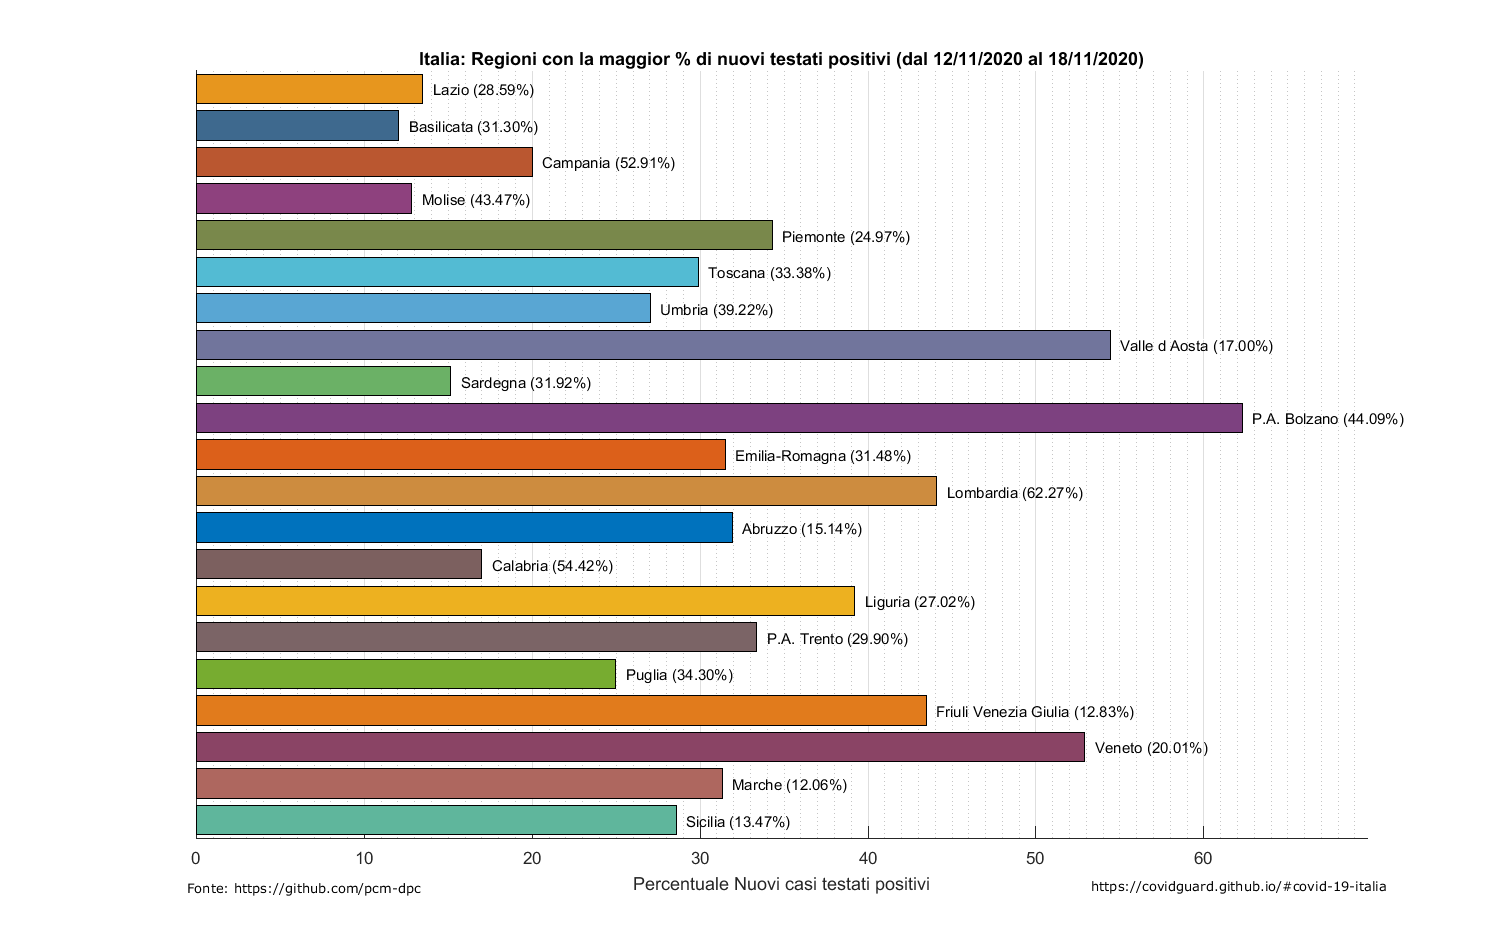 Italia: Regioni con la maggior % di nuovi testati positivi (dal 12/11/2020 al 18/11/2020)
Lazio (28.59%)
Basilicata (31.30%)
Campania (52.91%)
Molise (43.47%)
Piemonte (24.97%)
Toscana (33.38%)
Umbria (39.22%)
Valle d Aosta (17.00%)
Sardegna (31.92%)
P.A. Bolzano (44.09%)
Emilia-Romagna (31.48%)
Lombardia (62.27%)
Abruzzo (15.14%)
Calabria (54.42%)
Liguria (27.02%)
P.A. Trento (29.90%)
Puglia (34.30%)
Friuli Venezia Giulia (12.83%)
Veneto (20.01%)
Marche (12.06%)
Sicilia (13.47%)
0 10 20 30 40 50 60
Percentuale Nuovi casi testati positivi
Fonte: https://github.com/pcm-dpc
https://covidguard.github.io/#covid-19-italia